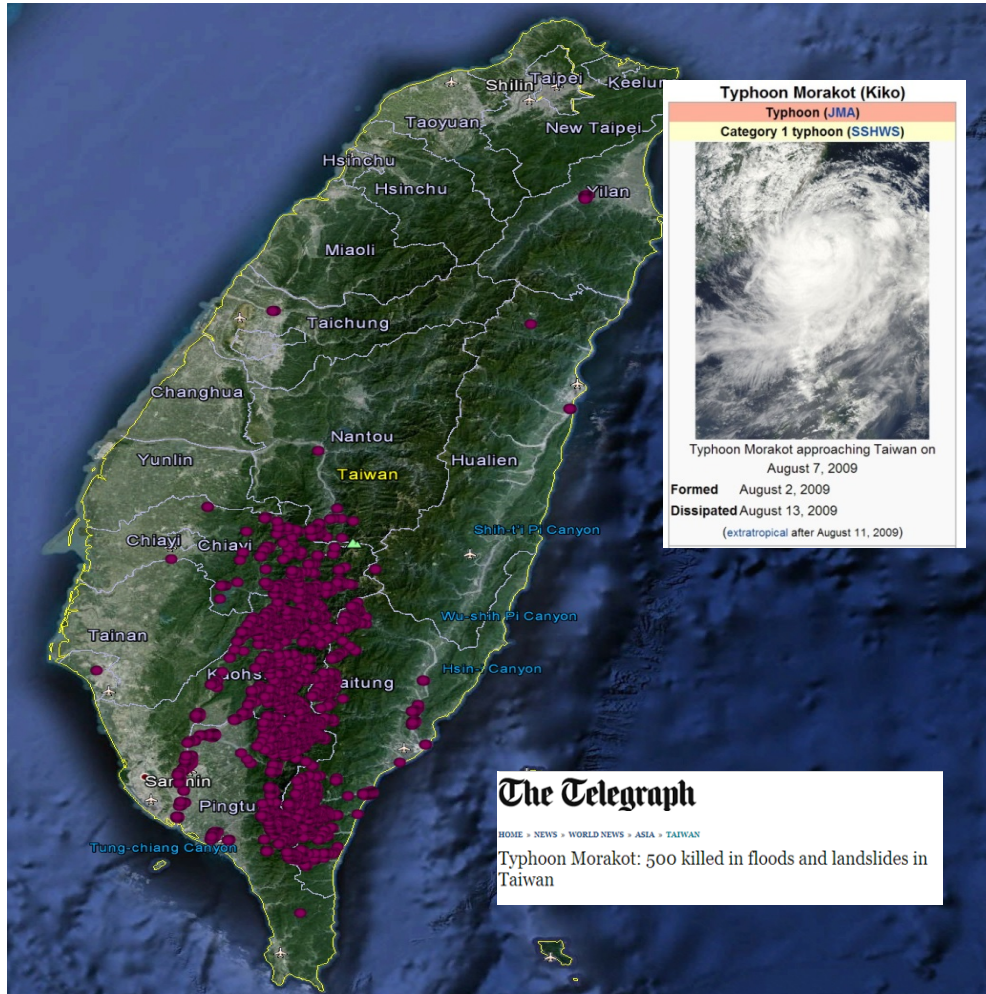 Shilin
Taipei
Taoyuan
New Taipei
Hsinchu
Hsinchu
Yilan
Miaoli
Taichung
Changhua
Nantou
Yunlin
Taiwan
Hualien
Shih-t'i Pi Canyon
Chiayi
Chiayi
Wu-shih Pi Canyon
Tainan
Hsin- Canyon
Kaohs
aitung
Pingtu
Tung-chiang Canyon
Typhoon Morakot (Kiko)
Typhoon (JMA)
Category 1 typhoon (SSHWS)
Typhoon Morakot approaching Taiwan on
August 7, 2009
Formed August 2, 2009
Dissipated August 13, 2009
(extratropical after August 11, 2009)
The Telegraph
HOME » NEWS » WORLD NEWS » ASIA » TAIWAN
Typhoon Morakot: 500 killed in floods and landslides in
Taiwan